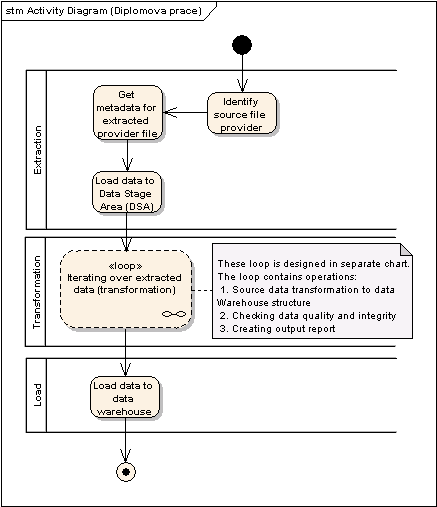 stm Activity Diagram (Diplomova prace)
Extraction
Get
metadata for
extracted
provider file
Identify
source file
provider
Load data to
Data Stage
Area (DSA)
Transformation
«loop»
Iterating over extracted
data (transformation)
These loop is designed in separate chart.
The loop contains operations:
1. Source data transformation to data
Warehouse structure
2. Checking data quality and integrity
3. Creating output report
Load
Load data to
data
warehouse